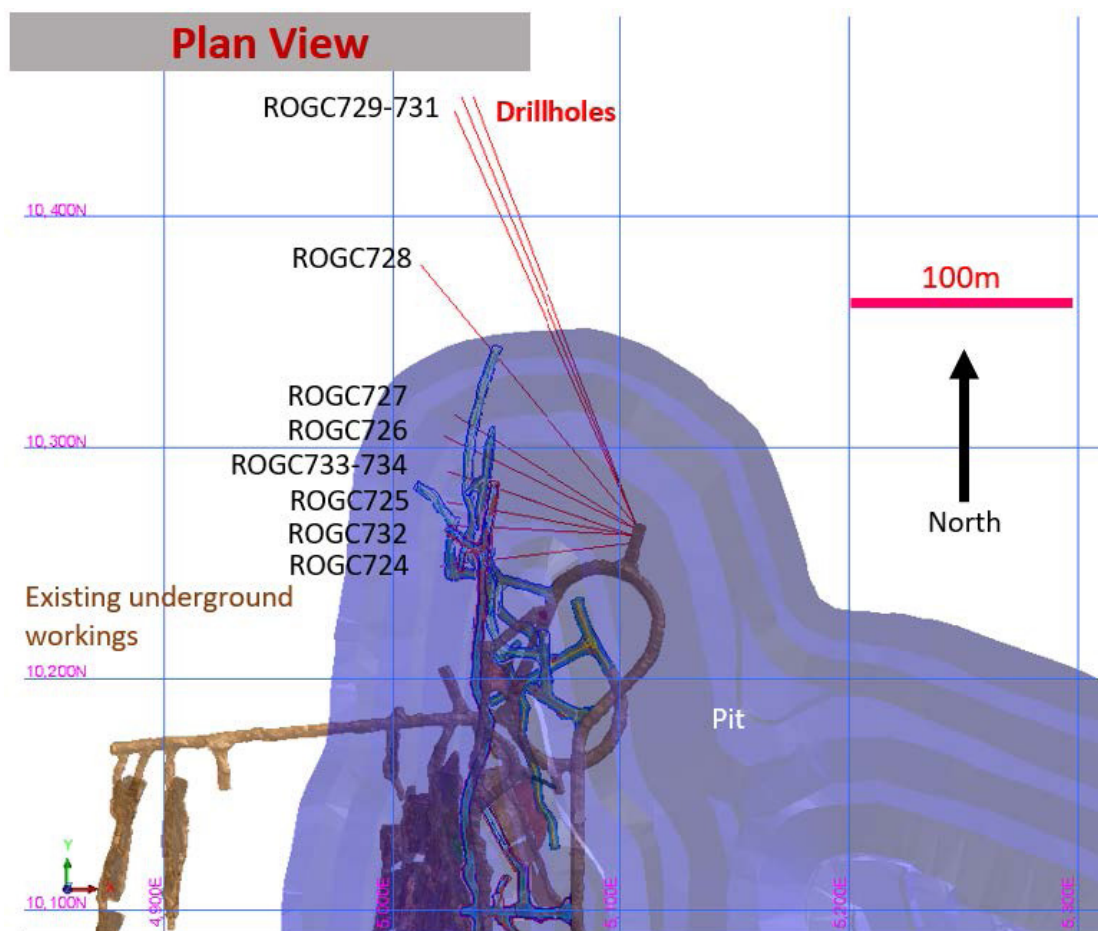 Plan View
ROGC729-731
Drillholes
10,400N
ROGC728
100m
ROGC727
ROGC726
10,300N
ROGC733-734
ROGC725
ROGC732
ROGC724
North
Existing underground
workings
10,200N
Pit
Y
X
10,100N
4,900E
5,000E
5,100E
5,200E
5,300E